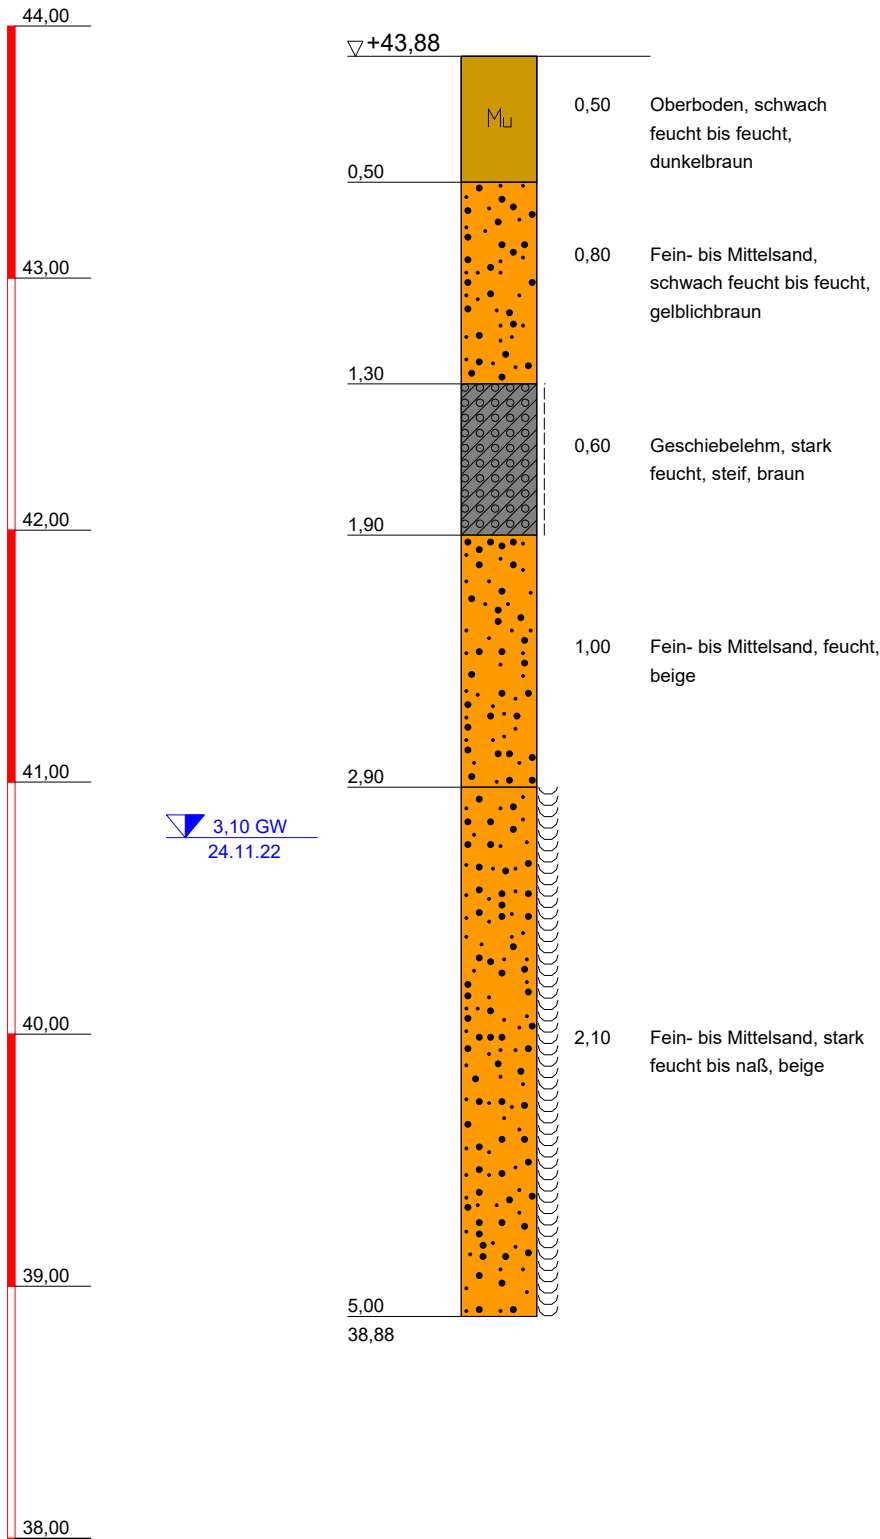 44,00
+43,88
Mu
0,50
Oberboden, schwach
feucht bis feucht,
dunkelbraun
0,50
0,80
Fein- bis Mittelsand,
schwach feucht bis feucht,
gelblichbraun
43,00
1,30
0,60
Geschiebelehm, stark
feucht, steif, braun
42,00
1,90
1,00
Fein- bis Mittelsand, feucht,
beige
41,00
2,90
3,10 GW
24.11.22
40,00
2,10
Fein- bis Mittelsand, stark
feucht bis naß, beige
39,00
5,00
38,88
38,00